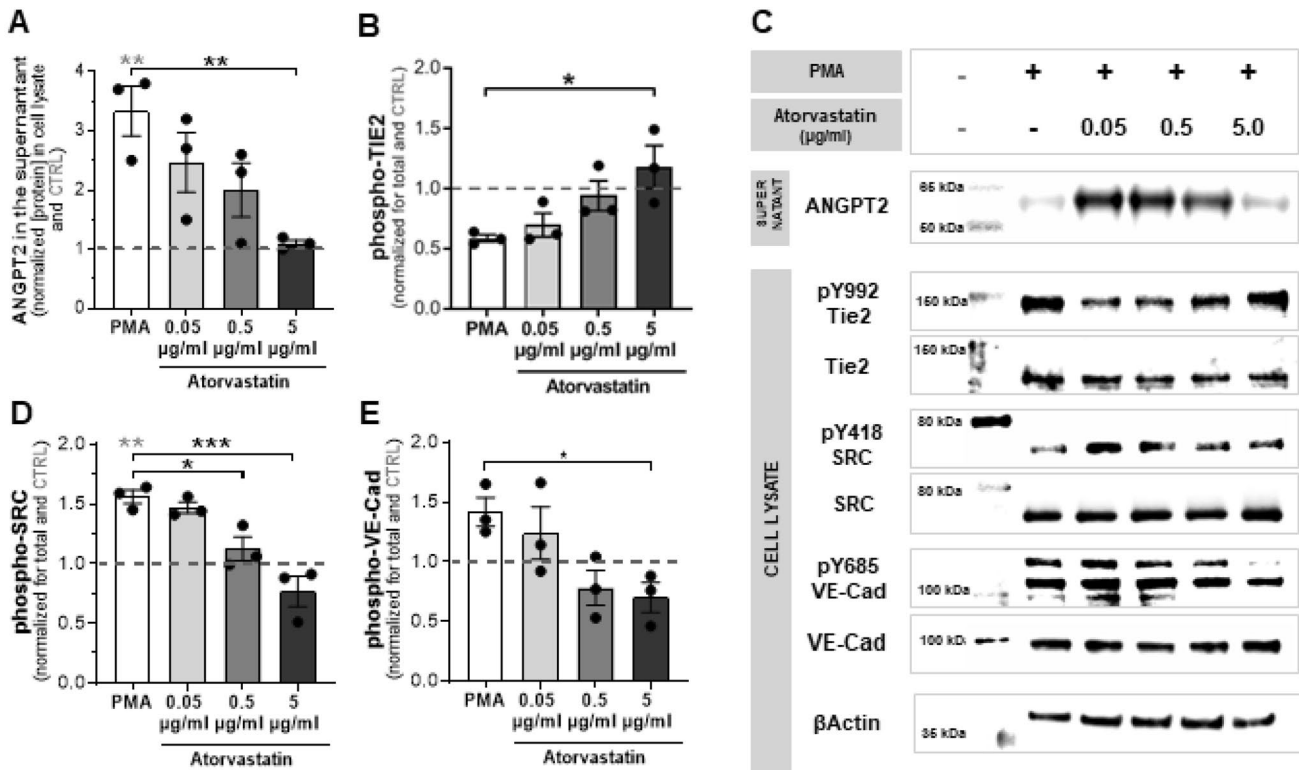 A
ANGPT2 in the supernantant
(normalized [protein] in cell lysate
and CTRL)
4
3
2
1
0
**
**
PMA
0.05
0.5
5
µg/ml
µg/ml
µg/ml
Atorvastatin
B
phospho-TIE2
(normalized for total and CTRL)
2.0
1.5
1.0
0.5
0.0
*
PMA
0.05
0.5
5
µg/ml
µg/ml
µg/ml
Atorvastatin
C
PMA
- + + + +
Atorvastatin
(µg/ml)
- - 0.05 0.5 5.0
SUPER
NATANT
ANGPT2
65 kDa
50 kDa
CELL LYSATE
pY992
Tie2
150 kDa
Tie2
150 kDa
pY418
SRC
80 kDa
SRC
80 kDa
pY685
VE-Cad
100 kDa
VE-Cad
100 kDa
βActin
35 kDa
D
phospho-SRC
(normalized for total and CTRL)
2.0
1.5
1.0
0.5
0.0
**
***
*
PMA
0.05
0.5
5
µg/ml
µg/ml
µg/ml
Atorvastatin
E
phospho-VE-Cad
(normalized for total and CTRL)
2.0
1.5
1.0
0.5
0.0
*
PMA
0.05
0.5
5
µg/ml
µg/ml
µg/ml
Atorvastatin